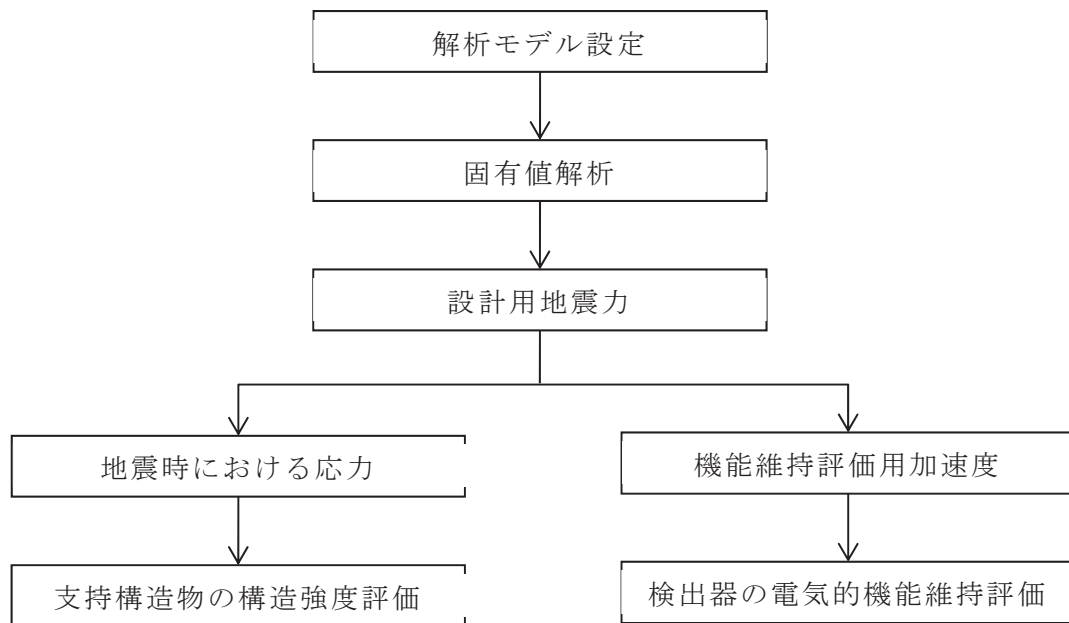 解析モデル設定
固有値解析
設計用地震力
地震時における応力
機能維持評価用加速度
支持構造物の構造強度評価
検出器の電気的機能維持評価